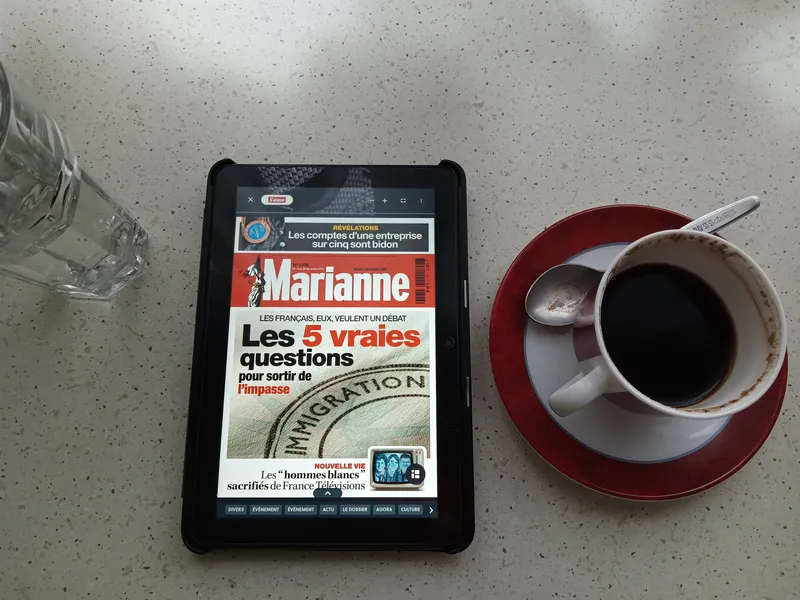 RÉVÉLATIONS
Les comptes d'une entreprise
sur cinq sont bidon
Marianne
LES FRANÇAIS, EUX, VEULENT UN DÉBAT
Les 5 vraies
questions
pour sortir de
l'impasse
IMMIGRATION
NOUVELLE VIE
Les "hommes blancs"
sacrifiés de France Télévisions
DIVERS ÉVÉNEMENT ÉVÉNEMENT ACTU LE DOSSIER AGORA CULTURE